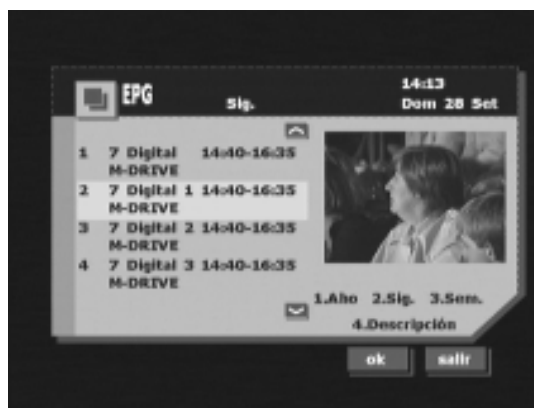 EPG
Sig.
14:13
Dom 28 Set
1 7 Digital 14:40-16:35
M-DRIVE
2 7 Digital 1 14:40-16:35
M-DRIVE
3 7 Digital 2 14:40-16:35
M-DRIVE
4 7 Digital 3 14:40-16:35
M-DRIVE
1.Aho 2.Sig. 3.Sem.
4.Descripción
ok salir